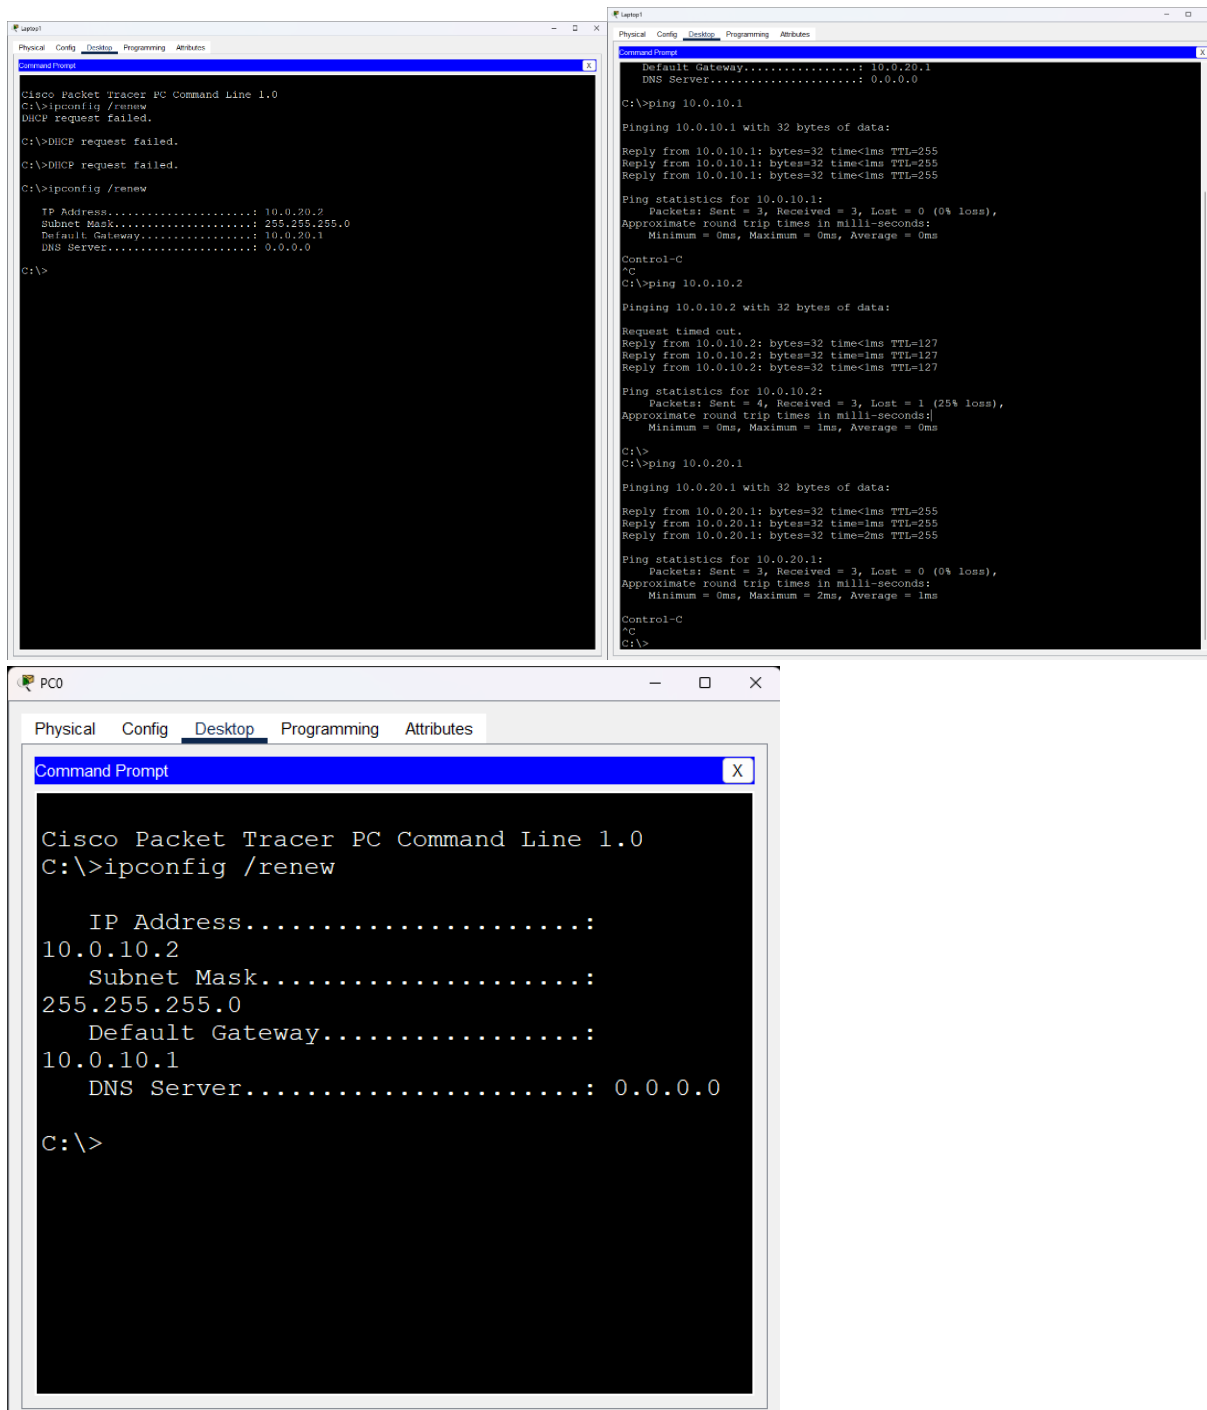 Laptop1
Physical Config Desktop Programming Attributes
Command Prompt X
Cisco Packet Tracer PC Command Line 1.0
C:\>ipconfig /renew
DHCP request failed.
C:\>DHCP request failed.
C:\>DHCP request failed.
C:\>ipconfig /renew
IP Address......................: 10.0.20.2
Subnet Mask.....................: 255.255.255.0
Default Gateway.................: 10.0.20.1
DNS Server......................: 0.0.0.0
C:\>
Laptop1
Physical Config Desktop Programming Attributes
Command Prompt X
Default Gateway.................: 10.0.20.1
DNS Server......................: 0.0.0.0
C:\>ping 10.0.10.1
Pinging 10.0.10.1 with 32 bytes of data:
Reply from 10.0.10.1: bytes=32 time<1ms TTL=255
Reply from 10.0.10.1: bytes=32 time<1ms TTL=255
Reply from 10.0.10.1: bytes=32 time<1ms TTL=255
Ping statistics for 10.0.10.1:
Packets: Sent = 3, Received = 3, Lost = 0 (0% loss),
Approximate round trip times in milli-seconds:
Minimum = 0ms, Maximum = 0ms, Average = 0ms
Control-C
^C
C:\>ping 10.0.10.2
Pinging 10.0.10.2 with 32 bytes of data:
Request timed out.
Reply from 10.0.10.2: bytes=32 time<1ms TTL=127
Reply from 10.0.10.2: bytes=32 time=1ms TTL=127
Reply from 10.0.10.2: bytes=32 time<1ms TTL=127
Ping statistics for 10.0.10.2:
Packets: Sent = 4, Received = 3, Lost = 1 (25% loss),
Approximate round trip times in milli-seconds:
Minimum = 0ms, Maximum = 1ms, Average = 0ms
C:\>
C:\>ping 10.0.20.1
Pinging 10.0.20.1 with 32 bytes of data:
Reply from 10.0.20.1: bytes=32 time<1ms TTL=255
Reply from 10.0.20.1: bytes=32 time=1ms TTL=255
Reply from 10.0.20.1: bytes=32 time=2ms TTL=255
Ping statistics for 10.0.20.1:
Packets: Sent = 3, Received = 3, Lost = 0 (0% loss),
Approximate round trip times in milli-seconds:
Minimum = 0ms, Maximum = 2ms, Average = 1ms
Control-C
^C
C:\>
PC0
Physical Config Desktop Programming Attributes
Command Prompt X
Cisco Packet Tracer PC Command Line 1.0
C:\>ipconfig /renew
IP Address......................:
10.0.10.2
Subnet Mask.....................:
255.255.255.0
Default Gateway.................:
10.0.10.1
DNS Server......................: 0.0.0.0
C:\>